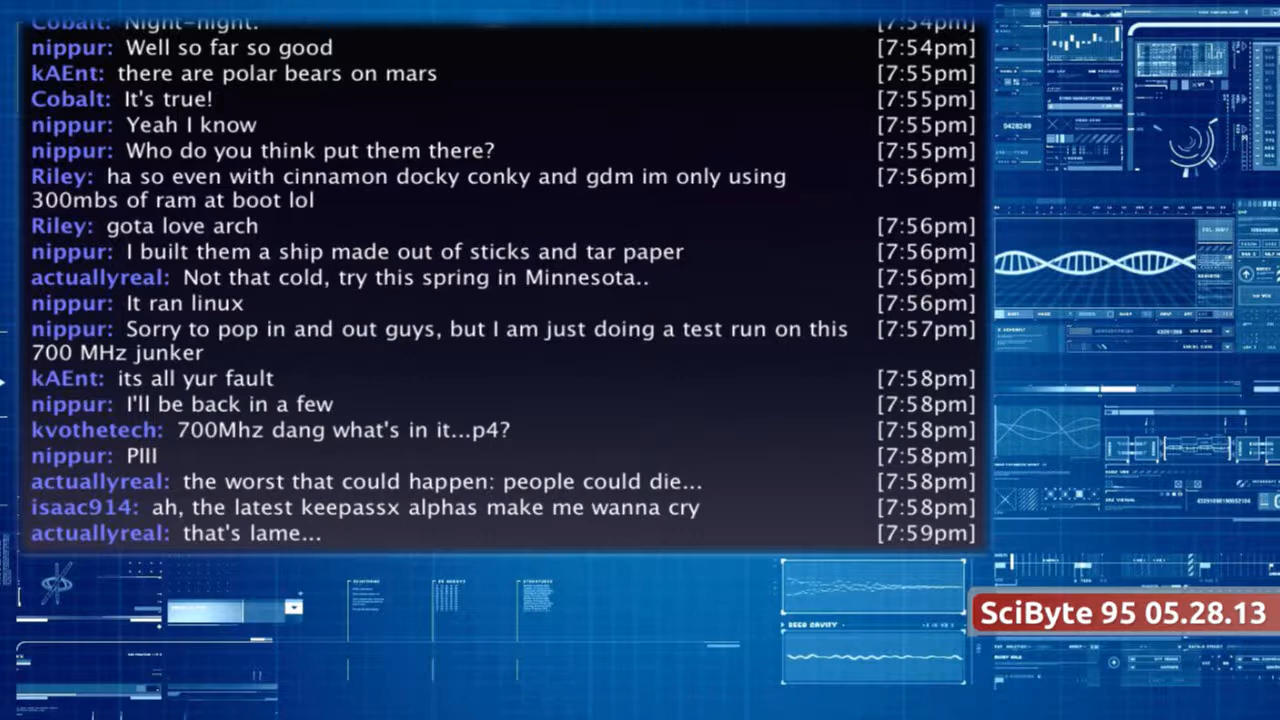 Cobalt: Night-night. [7:54pm]
nippur: Well so far so good [7:54pm]
kAEnt: there are polar bears on mars [7:55pm]
Cobalt: It's true! [7:55pm]
nippur: Yeah I know [7:55pm]
nippur: Who do you think put them there? [7:55pm]
Riley: ha so even with cinnamon docky conky and gdm im only using [7:56pm]
300mbs of ram at boot lol
Riley: gota love arch [7:56pm]
nippur: I built them a ship made out of sticks and tar paper [7:56pm]
actuallyreal: Not that cold, try this spring in Minnesota.. [7:56pm]
nippur: It ran linux [7:56pm]
nippur: Sorry to pop in and out guys, but I am just doing a test run on this [7:57pm]
700 MHz junker
kAEnt: its all yur fault [7:58pm]
nippur: I'll be back in a few [7:58pm]
kvothetech: 700Mhz dang what's in it...p4? [7:58pm]
nippur: PIII [7:58pm]
actuallyreal: the worst that could happen: people could die... [7:58pm]
isaac914: ah, the latest keepassx alphas make me wanna cry [7:58pm]
actuallyreal: that's lame... [7:59pm]
9428249
SciByte 95 05.28.13